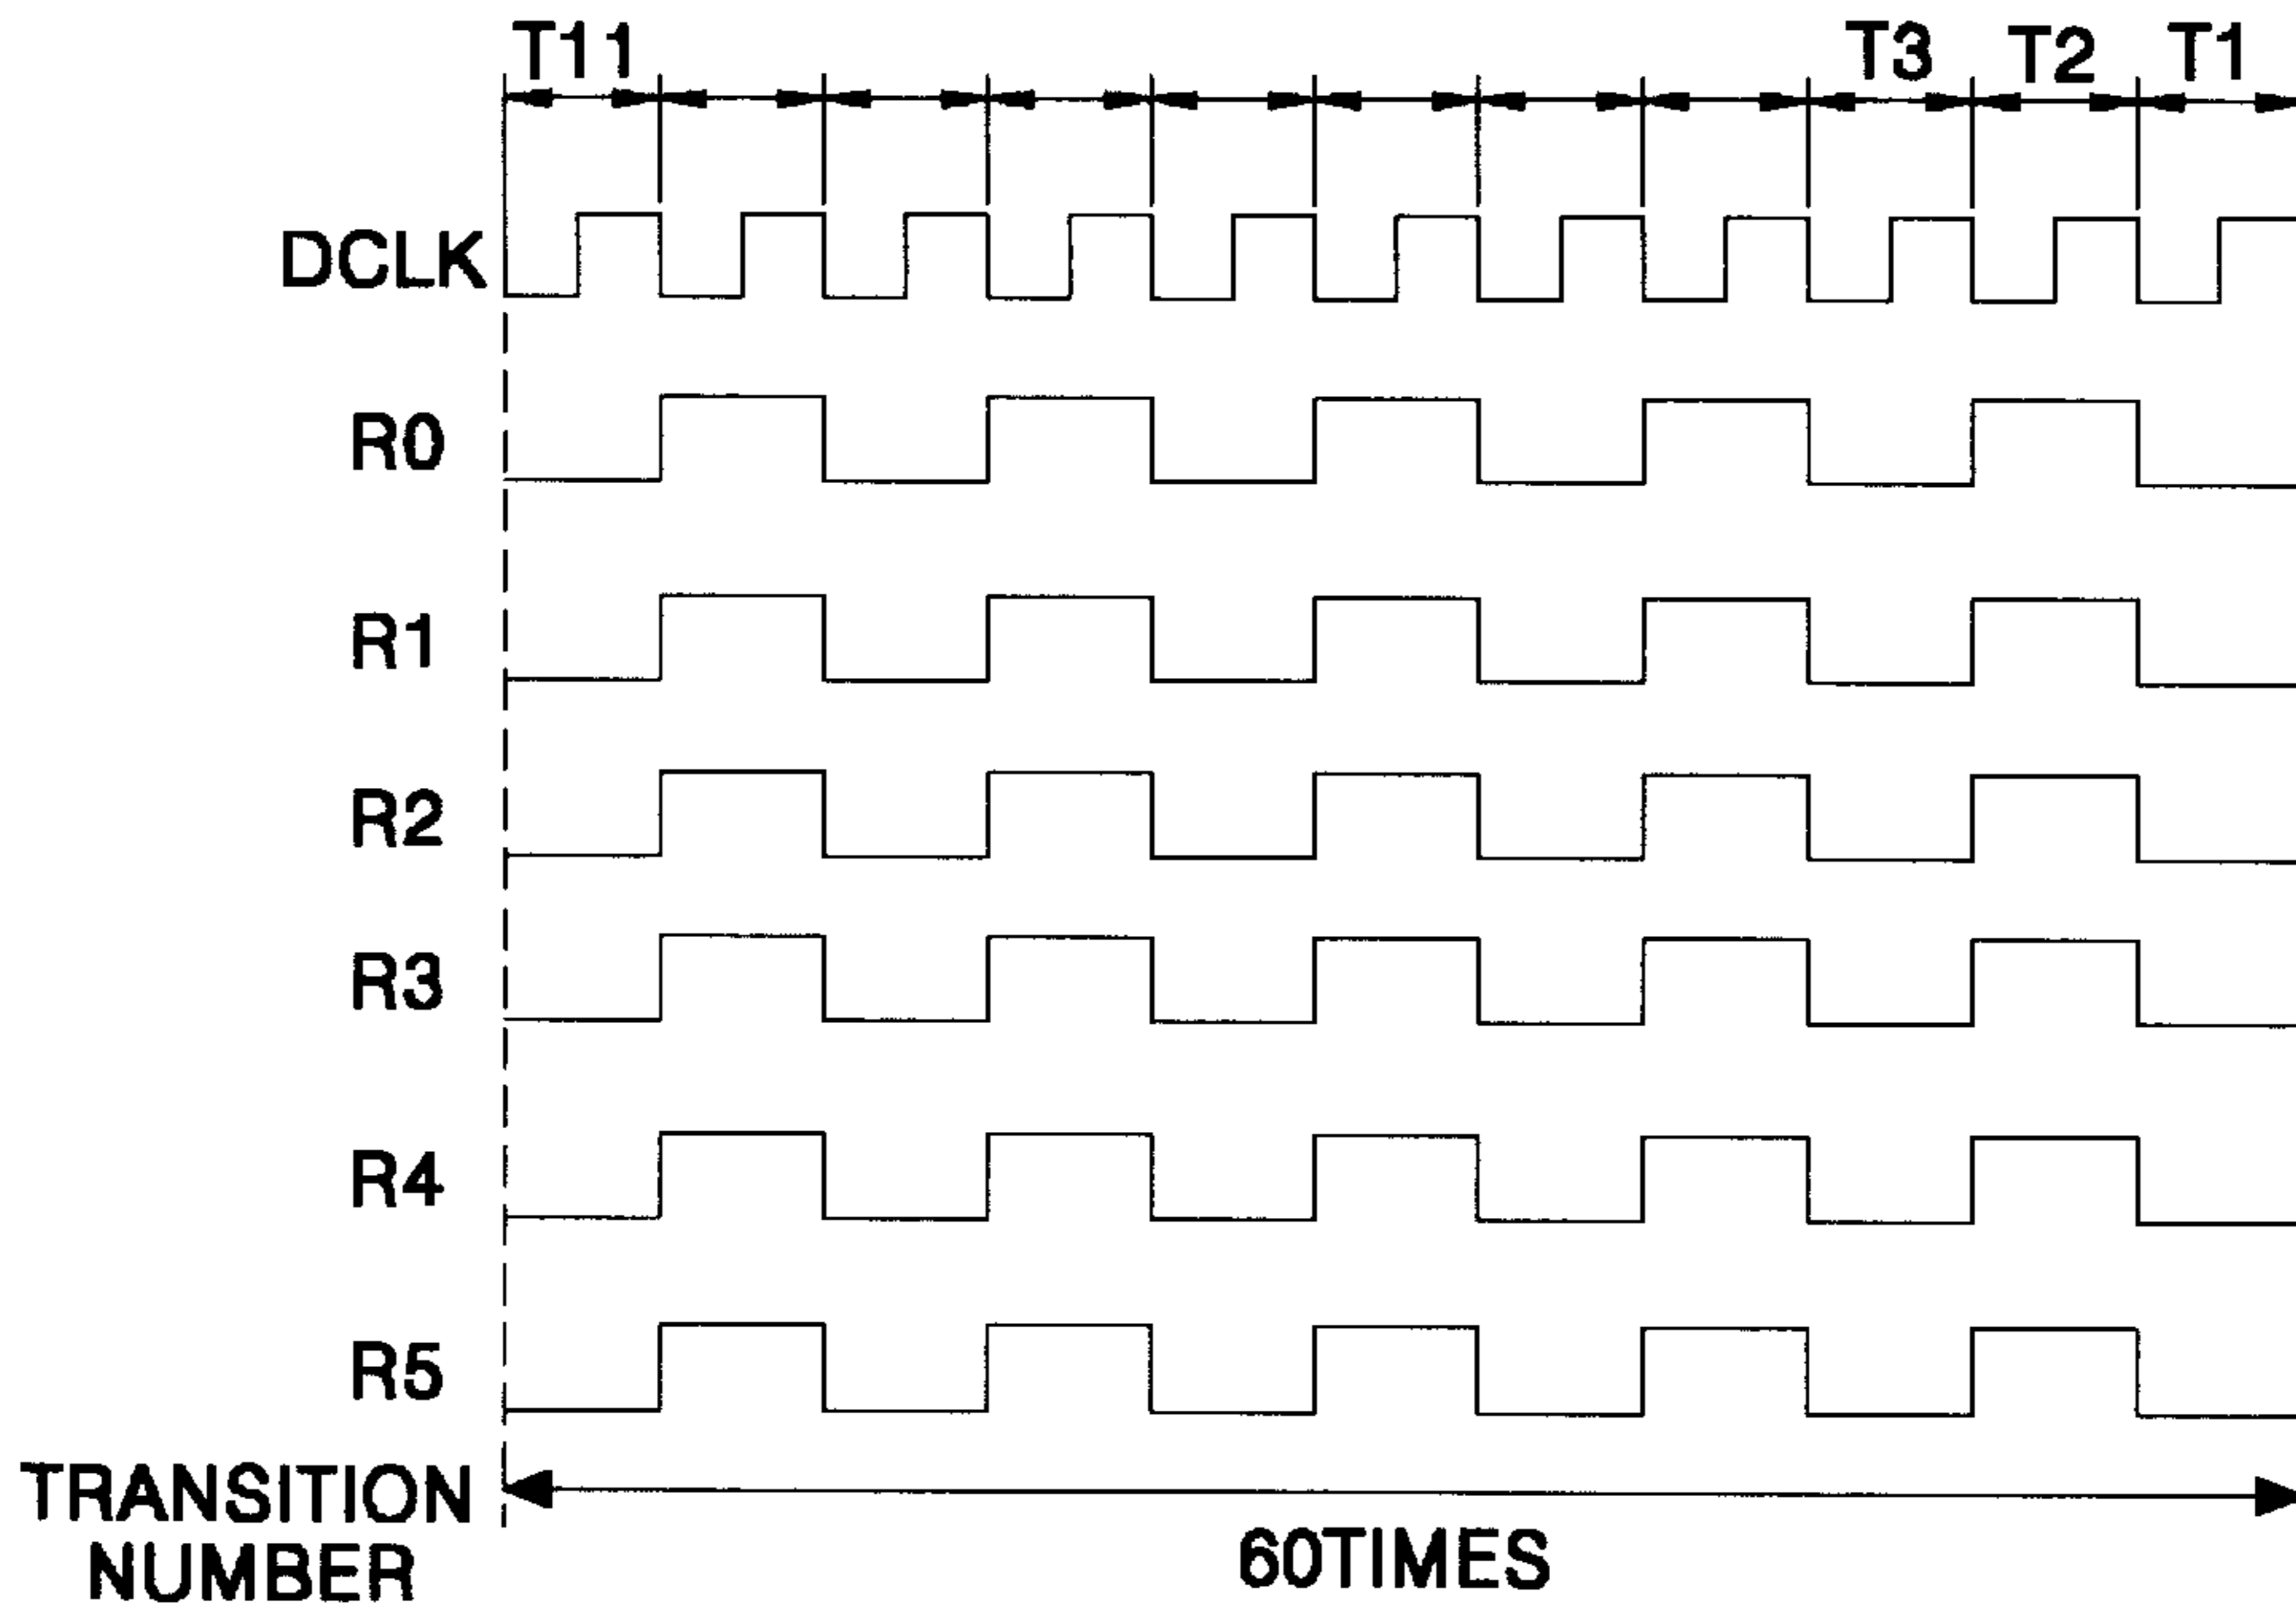 T11 T3 T2 T1
DCLK
R0
R1
R2
R3
R4
R5
TRANSITION
NUMBER
60TIMES